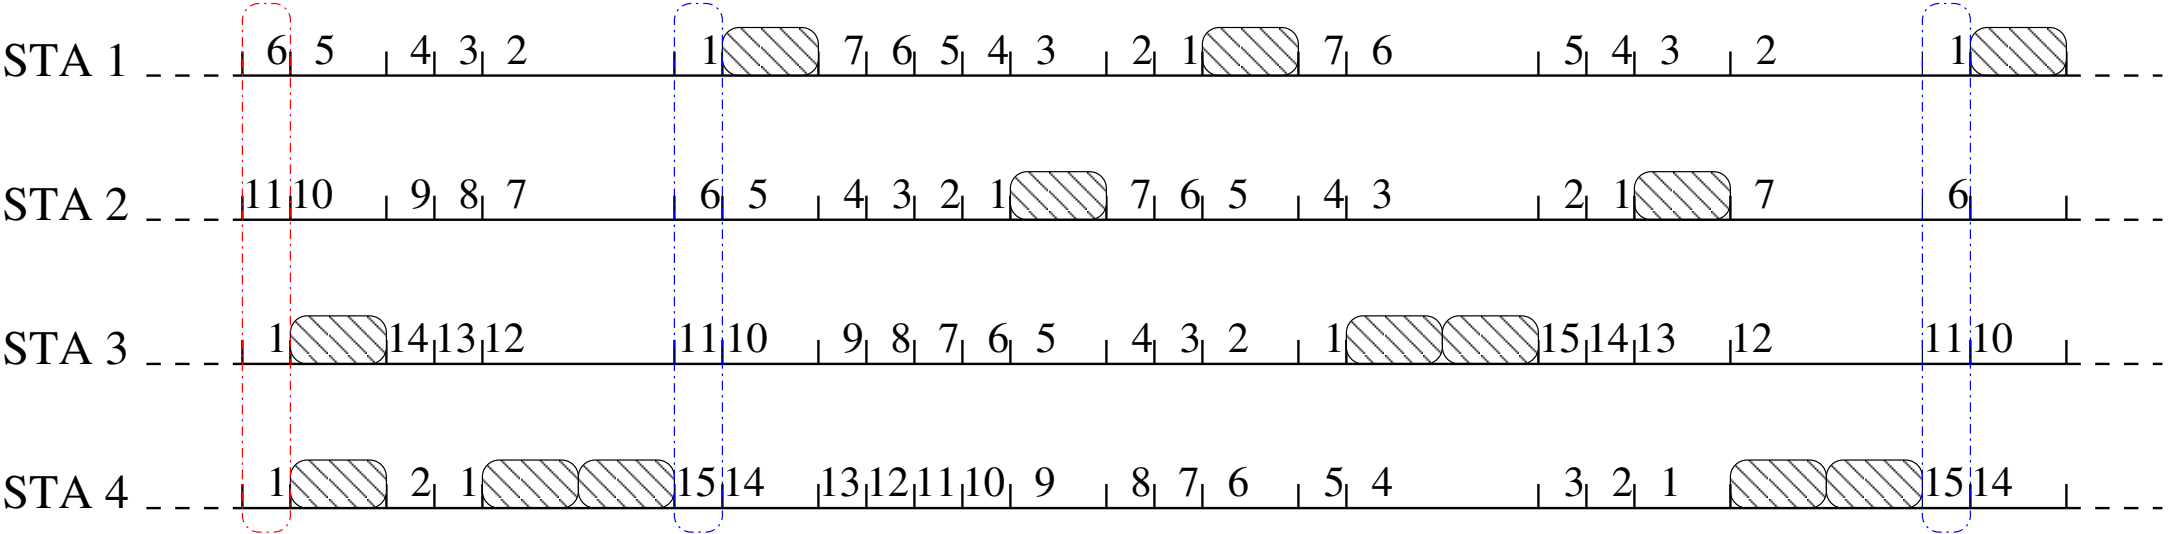 STA 1 6 5 4 3 2 1 7 6 5 4 3 2 1 7 6 5 4 3 2 1
STA 2 11 10 9 8 7 6 5 4 3 2 1 7 6 5 4 3 2 1 7 6
STA 3 1 14 13 12 11 10 9 8 7 6 5 4 3 2 1 15 14 13 12 11 10
STA 4 1 2 1 15 14 13 12 11 10 9 8 7 6 5 4 3 2 1 15 14